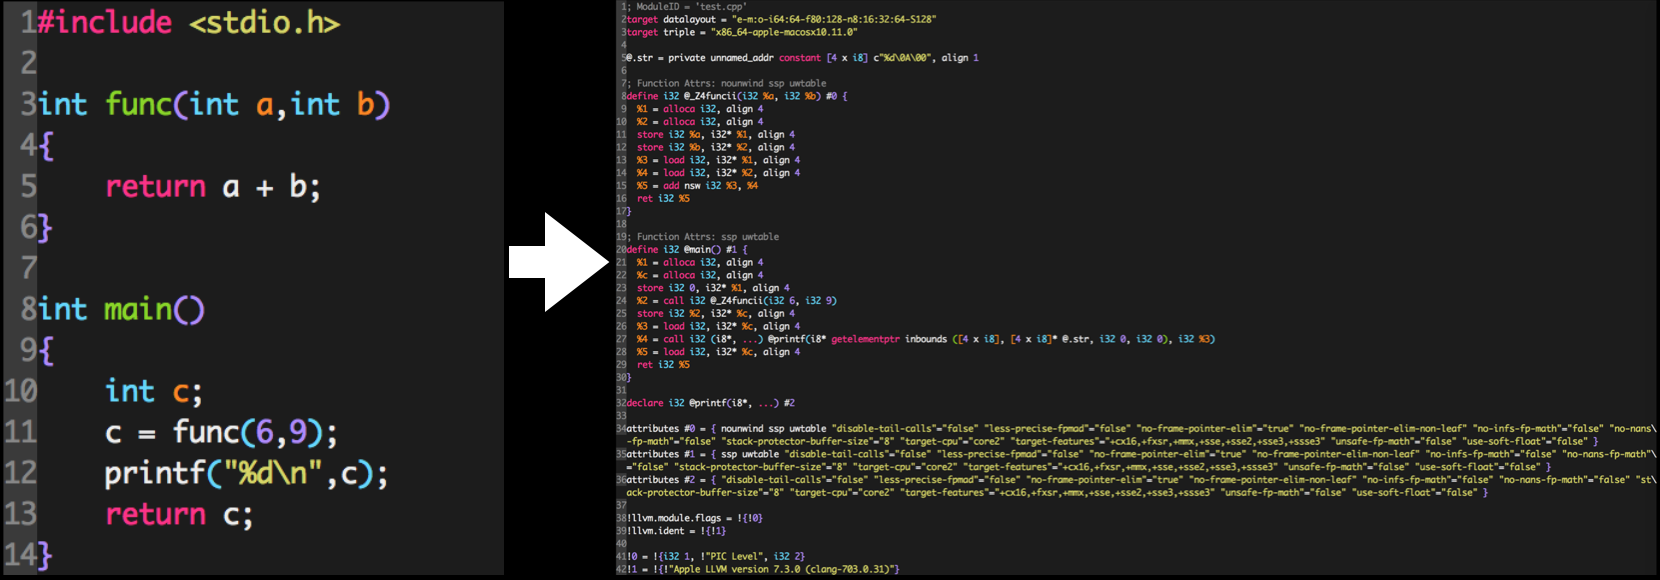 1#include <stdio.h>
2
3int func(int a,int b)
4{
5    return a + b;
6}
7
8int main()
9{
10    int c;
11    c = func(6,9);
12    printf("%d\n",c);
13    return c;
14}
1; ModuleID = 'test.cpp'
2target datalayout = "e-m:o-i64:64-f80:128-n8:16:32:64-S128"
3target triple = "x86_64-apple-macosx10.11.0"
4
5@.str = private unnamed_addr constant [4 x i8] c"%d\0A\00", align 1
6
7; Function Attrs: nounwind ssp uwtable
8define i32 @_Z4funcii(i32 %a, i32 %b) #0 {
9  %1 = alloca i32, align 4
10  %2 = alloca i32, align 4
11  store i32 %a, i32* %1, align 4
12  store i32 %b, i32* %2, align 4
13  %3 = load i32, i32* %1, align 4
14  %4 = load i32, i32* %2, align 4
15  %5 = add nsw i32 %3, %4
16  ret i32 %5
17}
18
19; Function Attrs: ssp uwtable
20define i32 @main() #1 {
21  %1 = alloca i32, align 4
22  %c = alloca i32, align 4
23  store i32 0, i32* %1, align 4
24  %2 = call i32 @_Z4funcii(i32 6, i32 9)
25  store i32 %2, i32* %c, align 4
26  %3 = load i32, i32* %c, align 4
27  %4 = call i32 (i8*, ...) @printf(i8* getelementptr inbounds ([4 x i8], [4 x i8]* @.str, i32 0, i32 0), i32 %3)
28  %5 = load i32, i32* %c, align 4
29  ret i32 %5
30}
31
32declare i32 @printf(i8*, ...) #2
33
34attributes #0 = { nounwind ssp uwtable "disable-tail-calls"="false" "less-precise-fpmad"="false" "no-frame-pointer-elim"="true" "no-frame-pointer-elim-non-leaf" "no-infs-fp-math"="false" "no-nans\
-fp-math"="false" "stack-protector-buffer-size"="8" "target-cpu"="core2" "target-features"="+cx16,+fxsr,+mmx,+sse,+sse2,+sse3,+ssse3" "unsafe-fp-math"="false" "use-soft-float"="false" }
35attributes #1 = { ssp uwtable "disable-tail-calls"="false" "less-precise-fpmad"="false" "no-frame-pointer-elim"="true" "no-frame-pointer-elim-non-leaf" "no-infs-fp-math"="false" "no-nans-fp-math"\
="false" "stack-protector-buffer-size"="8" "target-cpu"="core2" "target-features"="+cx16,+fxsr,+mmx,+sse,+sse2,+sse3,+ssse3" "unsafe-fp-math"="false" "use-soft-float"="false" }
36attributes #2 = { "disable-tail-calls"="false" "less-precise-fpmad"="false" "no-frame-pointer-elim"="true" "no-frame-pointer-elim-non-leaf" "no-infs-fp-math"="false" "no-nans-fp-math"="false" "st\
ack-protector-buffer-size"="8" "target-cpu"="core2" "target-features"="+cx16,+fxsr,+mmx,+sse,+sse2,+sse3,+ssse3" "unsafe-fp-math"="false" "use-soft-float"="false" }
37
38!llvm.module.flags = !{!0}
39!llvm.ident = !{!1}
40
41!0 = !{i32 1, !"PIC Level", i32 2}
42!1 = !{!"Apple LLVM version 7.3.0 (clang-703.0.31)"}